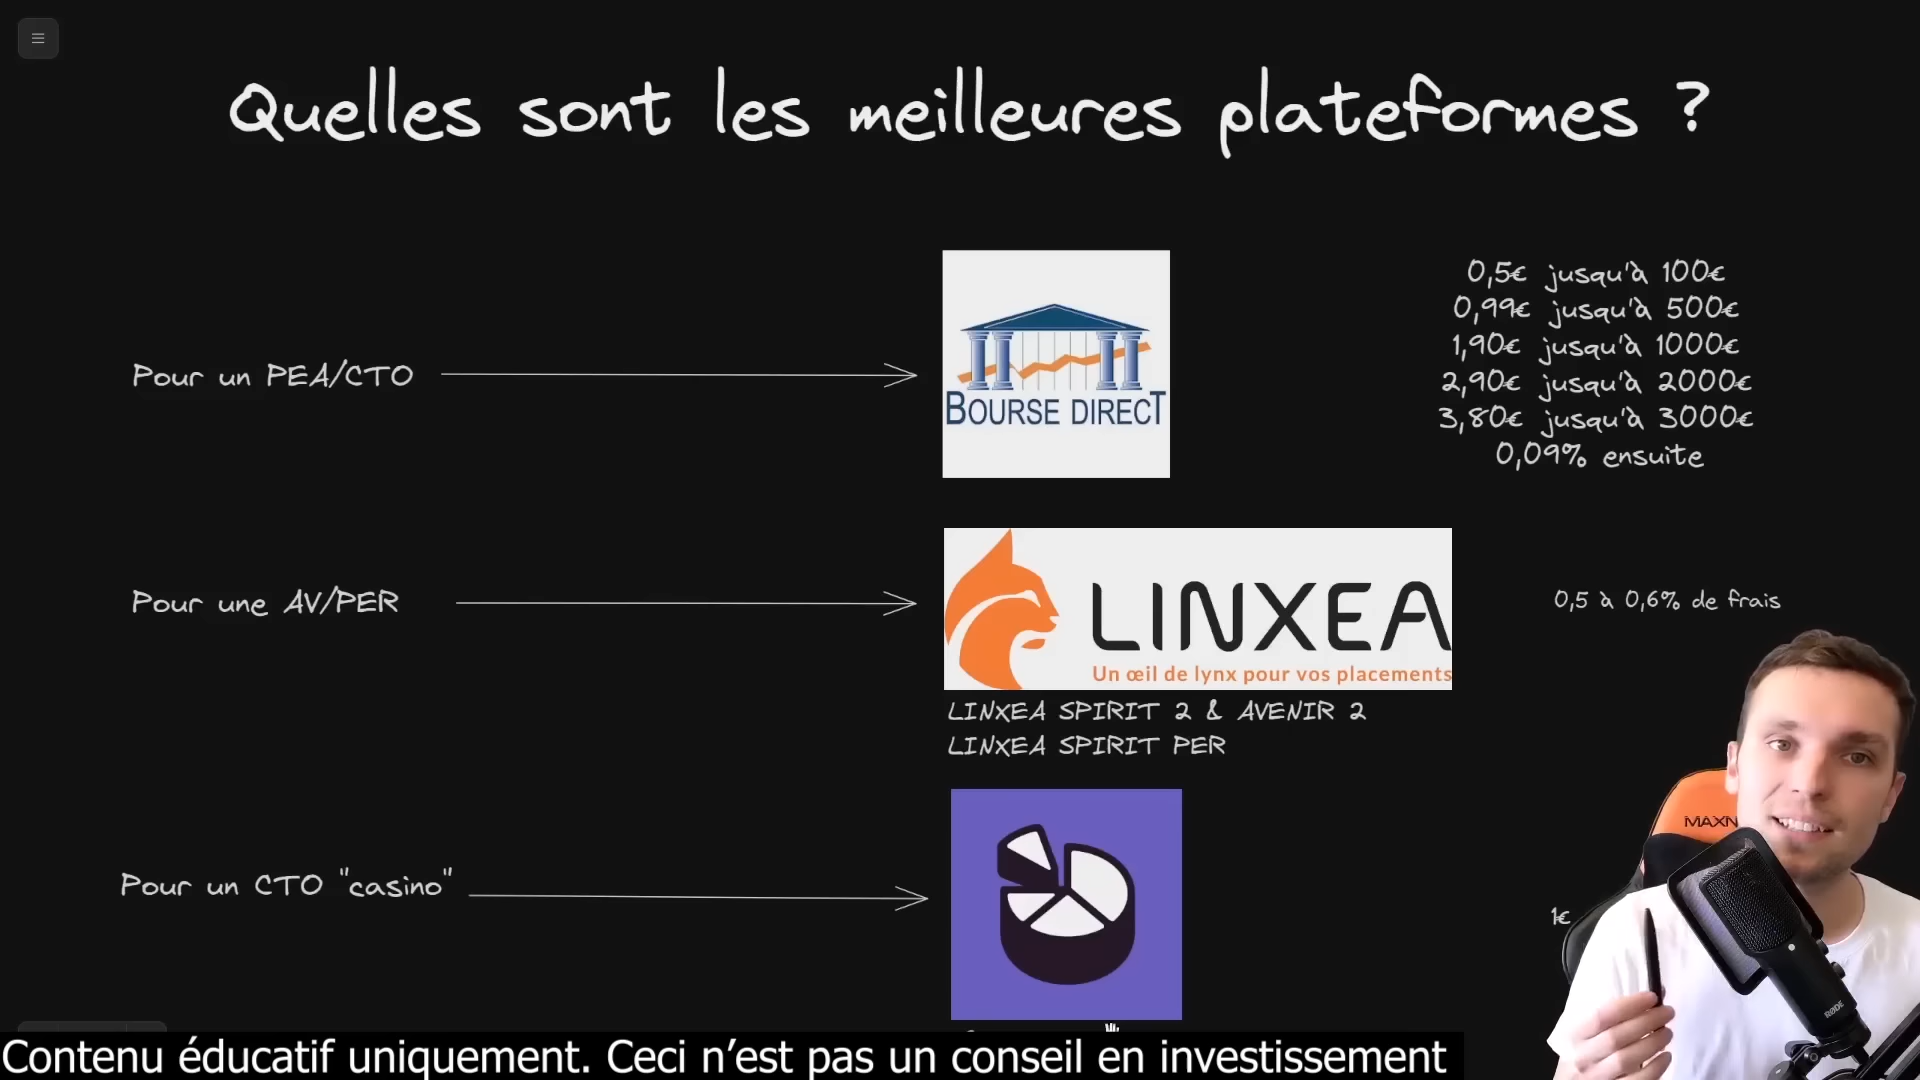 Quelles sont les meilleures plateformes ?
Pour un PEA/CTO
BOURSE DIRECT
0,5€ jusqu'à 100€
0,99€ jusqu'à 500€
1,90€ jusqu'à 1000€
2,90€ jusqu'à 2000€
3,80€ jusqu'à 3000€
0,09% ensuite
Pour une AV/PER
LINXEA
Un œil de lynx pour vos placements
0,5 à 0,6% de frais
LINXEA SPIRIT 2 & AVENIR 2
LINXEA SPIRIT PER
Pour un CTO "casino"
1€
MAXN
RØDE
Contenu éducatif uniquement. Ceci n’est pas un conseil en investissement